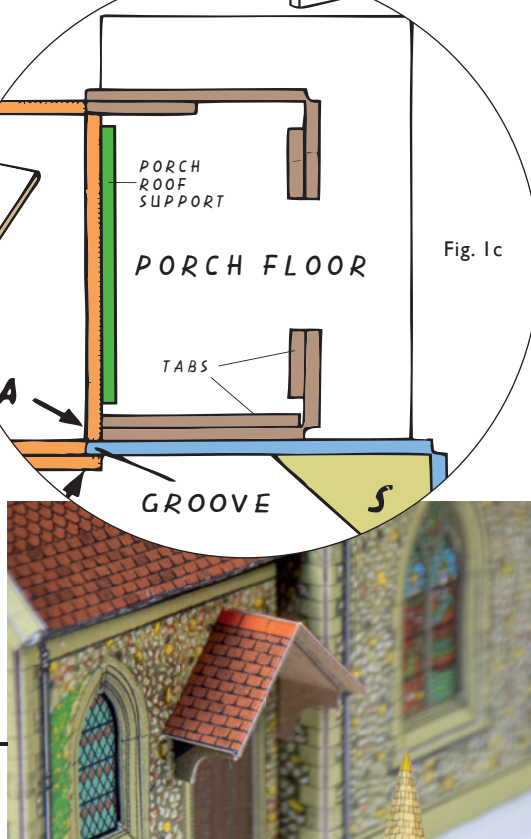 PORCH
ROOF
SUPPORT
PORCH FLOOR
Fig. 1c
TABS
A
GROOVE
S